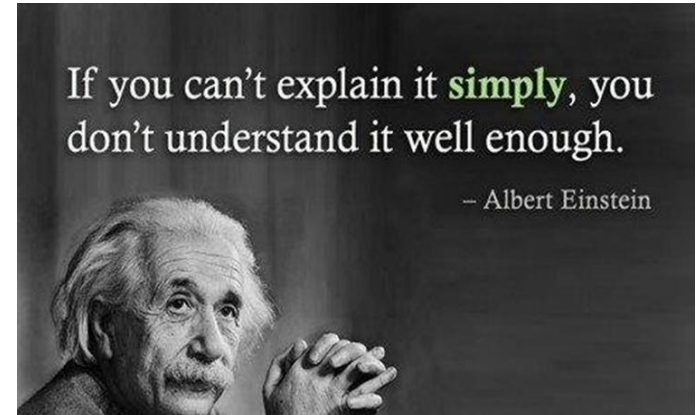 If you can't explain it simply, you
don't understand it well enough.
– Albert Einstein